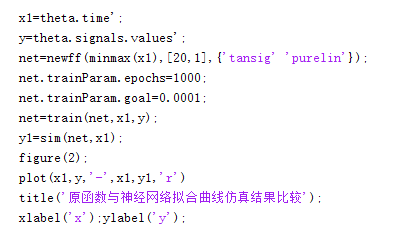 x1=theta.time';
y=theta.signals.values';
net=newff(minmax(x1),[20,1],{'tansig' 'purelin'});
net.trainParam.epochs=1000;
net.trainParam.goal=0.0001;
net=train(net,x1,y);
y1=sim(net,x1);
figure(2);
plot(x1,y,'-',x1,y1,'r')
title('原函数与神经网络拟合曲线仿真结果比较');
xlabel('x');ylabel('y');